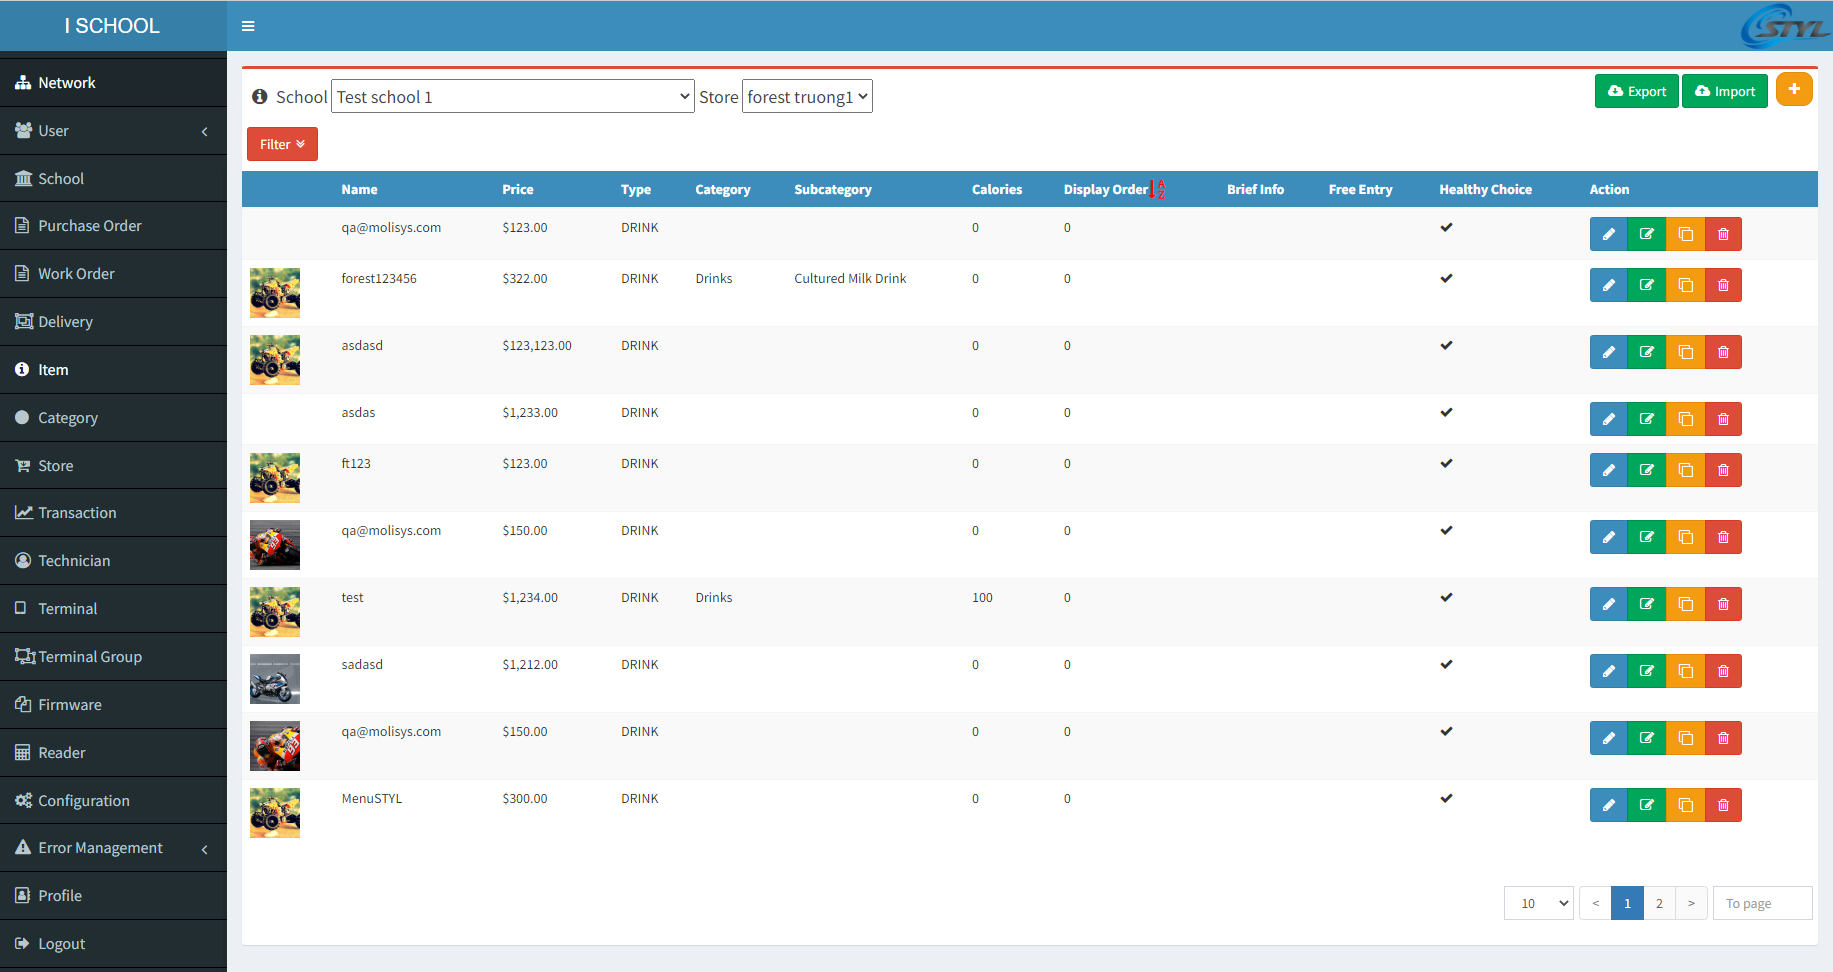 I SCHOOL
STYL
Network
User
School
Purchase Order
Work Order
Delivery
Item
Category
Store
Transaction
Technician
Terminal
Terminal Group
Firmware
Reader
Configuration
Error Management
Profile
Logout
School Test school 1 Store forest truong1
Export Import +
Filter
Name Price Type Category Subcategory Calories Display Order A Z Brief Info Free Entry Healthy Choice Action
qa@molisys.com $123.00 DRINK 0 0
forest123456 $322.00 DRINK Drinks Cultured Milk Drink 0 0
asdasd $123,123.00 DRINK 0 0
asdas $1,233.00 DRINK 0 0
ft123 $123.00 DRINK 0 0
qa@molisys.com $150.00 DRINK 0 0
test $1,234.00 DRINK Drinks 100 0
sadasd $1,212.00 DRINK 0 0
qa@molisys.com $150.00 DRINK 0 0
MenuSTYL $300.00 DRINK 0 0
10 < 1 2 > To page